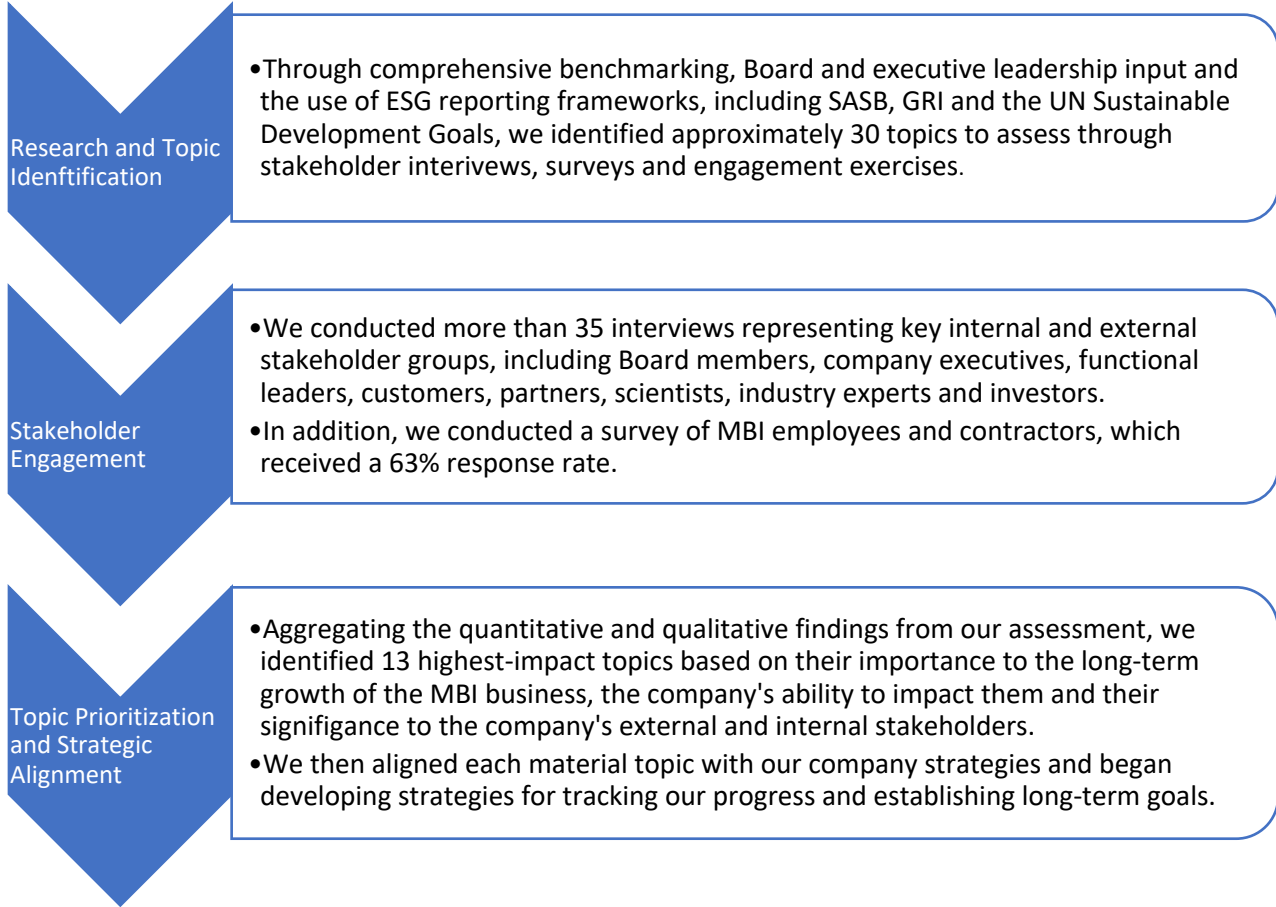 Research and Topic
Idenftification
•Through comprehensive benchmarking, Board and executive leadership input and
the use of ESG reporting frameworks, including SASB, GRI and the UN Sustainable
Development Goals, we identified approximately 30 topics to assess through
stakeholder interivews, surveys and engagement exercises.
Stakeholder
Engagement
•We conducted more than 35 interviews representing key internal and external
stakeholder groups, including Board members, company executives, functional
leaders, customers, partners, scientists, industry experts and investors.
•In addition, we conducted a survey of MBI employees and contractors, which
received a 63% response rate.
Topic Prioritization
and Strategic
Alignment
•Aggregating the quantitative and qualitative findings from our assessment, we
identified 13 highest-impact topics based on their importance to the long-term
growth of the MBI business, the company's ability to impact them and their
signifigance to the company's external and internal stakeholders.
•We then aligned each material topic with our company strategies and began
developing strategies for tracking our progress and establishing long-term goals.